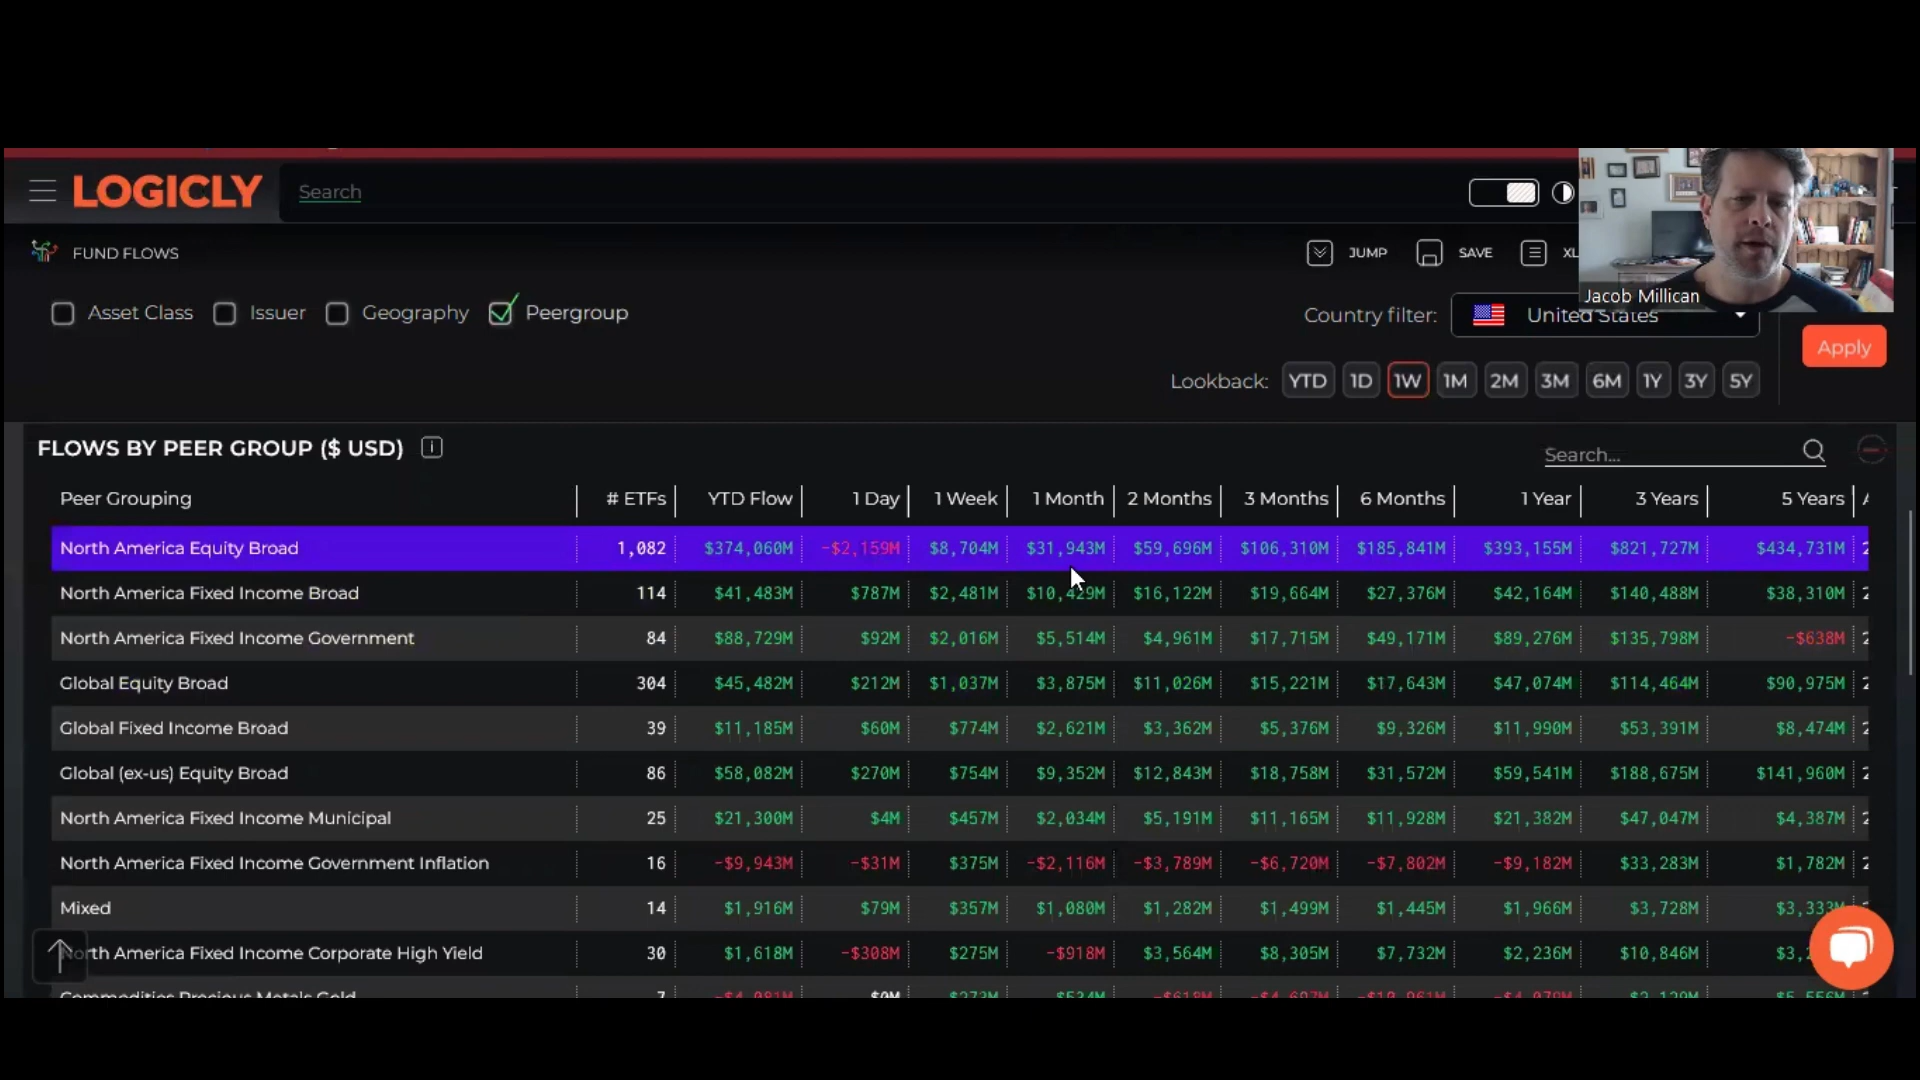 LOGICLY
Search
FUND FLOWS
JUMP
SAVE
XL
Jacob Millican
Asset Class
Issuer
Geography
Peergroup
Country filter:
United States
Apply
Lookback:
YTD 1D 1W 1M 2M 3M 6M 1Y 3Y 5Y
FLOWS BY PEER GROUP ($ USD)
Search...
Peer Grouping # ETFs YTD Flow 1 Day 1 Week 1 Month 2 Months 3 Months 6 Months 1 Year 3 Years 5 Years
North America Equity Broad 1,082 $374,060M -$2,159M $8,704M $31,943M $59,696M $106,310M $185,841M $393,155M $821,727M $434,731M
North America Fixed Income Broad 114 $41,483M $787M $2,481M $10,429M $16,122M $19,664M $27,376M $42,164M $140,488M $38,310M
North America Fixed Income Government 84 $88,729M $92M $2,016M $5,514M $4,961M $17,715M $49,171M $89,276M $135,798M -$638M
Global Equity Broad 304 $45,482M $212M $1,037M $3,875M $11,026M $15,221M $17,643M $47,074M $114,464M $90,975M
Global Fixed Income Broad 39 $11,185M $60M $774M $2,621M $3,362M $5,376M $9,326M $11,990M $53,391M $8,474M
Global (ex-us) Equity Broad 86 $58,082M $270M $754M $9,352M $12,843M $18,758M $31,572M $59,541M $188,675M $141,960M
North America Fixed Income Municipal 25 $21,300M $4M $457M $2,034M $5,191M $11,165M $11,928M $21,382M $47,047M $4,387M
North America Fixed Income Government Inflation 16 -$9,943M -$31M $375M -$2,116M -$3,789M -$6,720M -$7,802M -$9,182M $33,283M $1,782M
Mixed 14 $1,916M $79M $357M $1,080M $1,282M $1,499M $1,445M $1,966M $3,728M $3,333M
North America Fixed Income Corporate High Yield 30 $1,618M -$308M $275M -$918M $3,564M $8,305M $7,732M $2,236M $10,846M
Commodities Precious Metals Gold